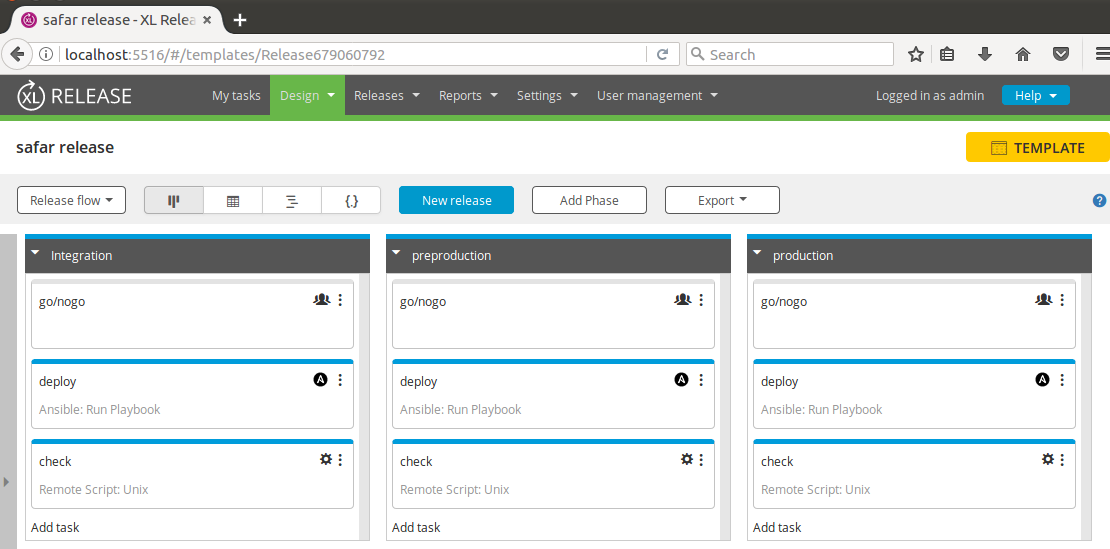 safar release - XL Relea
localhost:5516/#/templates/Release679060792
Search
XL RELEASE
My tasks
Design
Releases
Reports
Settings
User management
Logged in as admin
Help
safar release
TEMPLATE
Release flow
{.}
New release
Add Phase
Export
?
Integration
go/nogo
deploy
Ansible: Run Playbook
check
Remote Script: Unix
Add task
preproduction
go/nogo
deploy
Ansible: Run Playbook
check
Remote Script: Unix
Add task
production
go/nogo
deploy
Ansible: Run Playbook
check
Remote Script: Unix
Add task